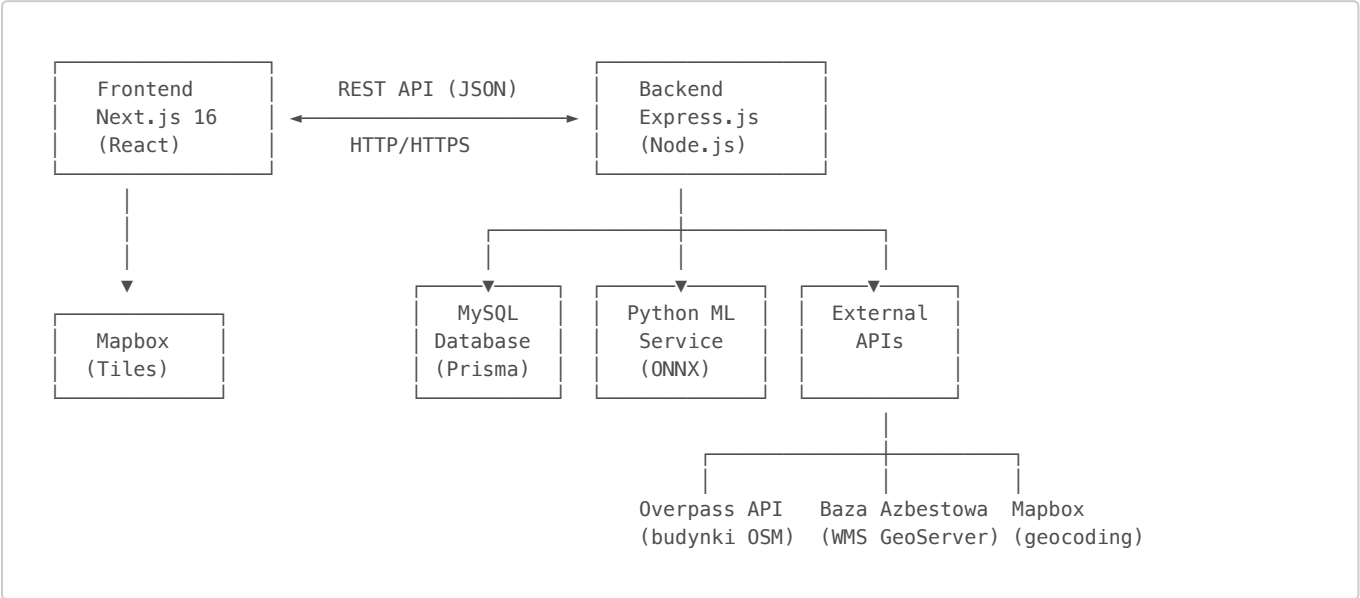 Frontend
Next.js 16
(React)
REST API (JSON)
HTTP/HTTPS
Backend
Express.js
(Node.js)
Mapbox
(Tiles)
MySQL
Database
(Prisma)
Python ML
Service
(ONNX)
External
APIs
Overpass API
(budynki OSM)
Baza Azbestowa
(WMS GeoServer)
Mapbox
(geocoding)